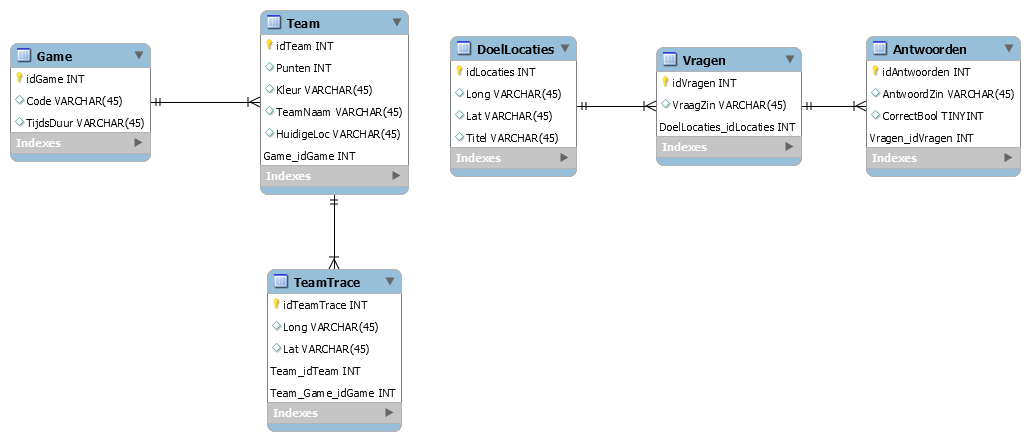 Game
idGame INT
Code VARCHAR(45)
TijdsDuur VARCHAR(45)
Indexes
Team
idTeam INT
Punten INT
Kleur VARCHAR(45)
TeamNaam VARCHAR(45)
HuidigeLoc VARCHAR(45)
Game_idGame INT
Indexes
TeamTrace
idTeamTrace INT
Long VARCHAR(45)
Lat VARCHAR(45)
Team_idTeam INT
Team_Game_idGame INT
Indexes
DoelLocaties
idLocaties INT
Long VARCHAR(45)
Lat VARCHAR(45)
Titel VARCHAR(45)
Indexes
Vragen
idVragen INT
VraagZin VARCHAR(45)
DoelLocaties_idLocaties INT
Indexes
Antwoorden
idAntwoorden INT
AntwoordZin VARCHAR(45)
CorrectBool TINYINT
Vragen_idVragen INT
Indexes